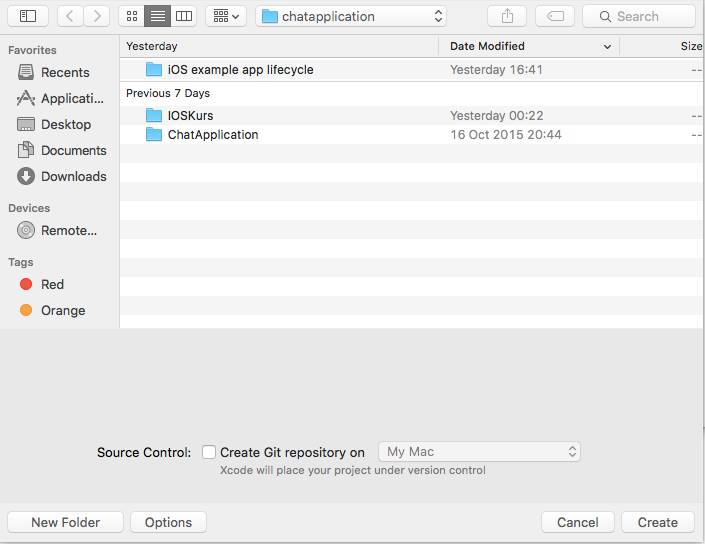 chatapplication
Search
Favorites
Recents
Applicati...
Desktop
Documents
Downloads
Devices
Remote...
Tags
Red
Orange
Yesterday Date Modified Size
iOS example app lifecycle Yesterday 16:41 --
Previous 7 Days
IOSKurs Yesterday 00:22 --
ChatApplication 16 Oct 2015 20:44 --
Source Control: Create Git repository on My Mac
Xcode will place your project under version control
New Folder Options Cancel Create